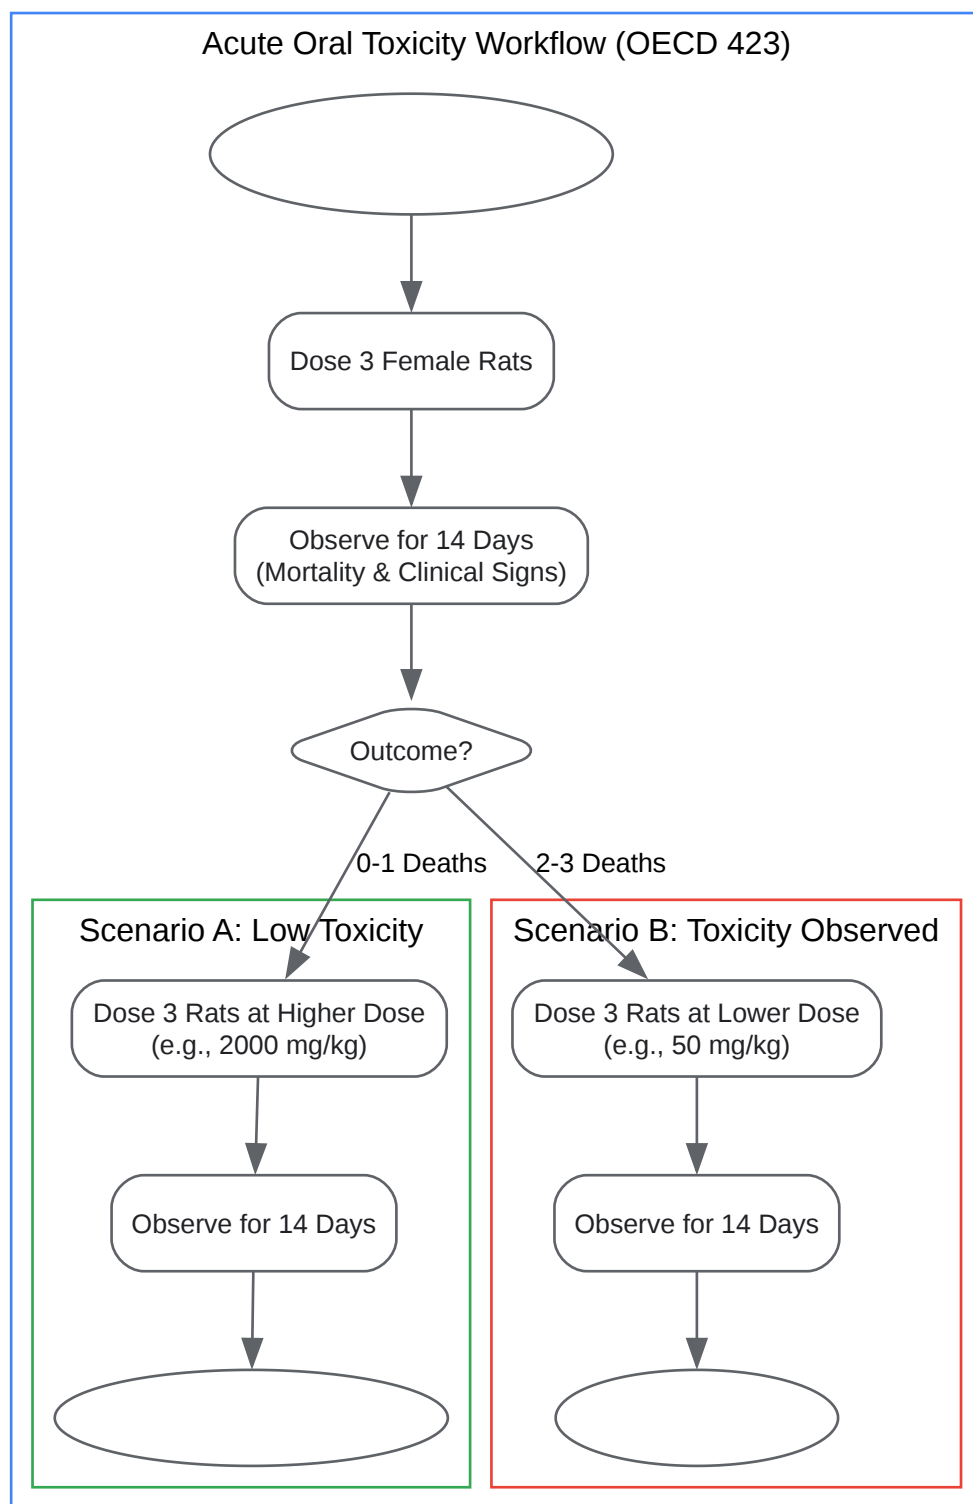 Acute Oral Toxicity Workflow (OECD 423)
Dose 3 Female Rats
Observe for 14 Days
(Mortality & Clinical Signs)
Outcome?
0-1 Deaths
2-3 Deaths
Scenario A: Low Toxicity
Dose 3 Rats at Higher Dose
(e.g., 2000 mg/kg)
Observe for 14 Days
Scenario B: Toxicity Observed
Dose 3 Rats at Lower Dose
(e.g., 50 mg/kg)
Observe for 14 Days